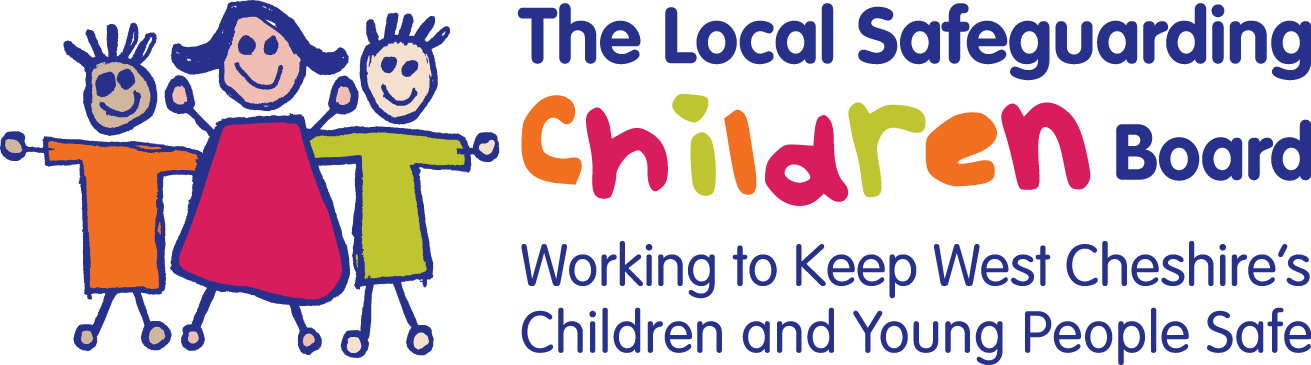 The Local Safeguarding
children Board
Working to Keep West Cheshire's
Children and Young People Safe